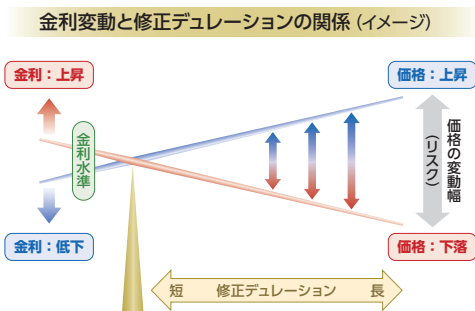 金利変動と修正デュレーションの関係（イメージ）
金利：上昇
価格：上昇
金利水準
価格の変動幅
（リスク）
金利：低下
価格：下落
短　修正デュレーション　長